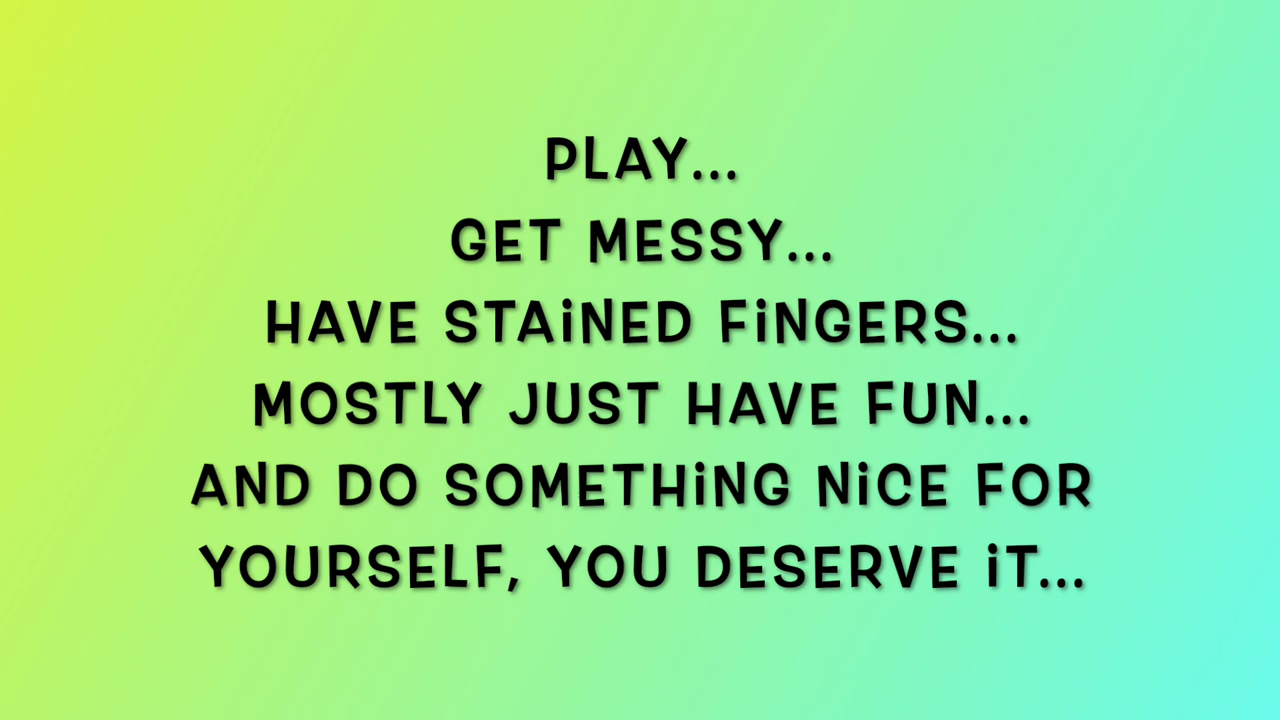 PLAY...
GET MESSY...
HAVE STAiNED FiNGERS...
MOSTLY JUST HAVE FUN...
AND DO SOMETHiNG NiCE FOR
YOURSELF, YOU DESERVE iT...